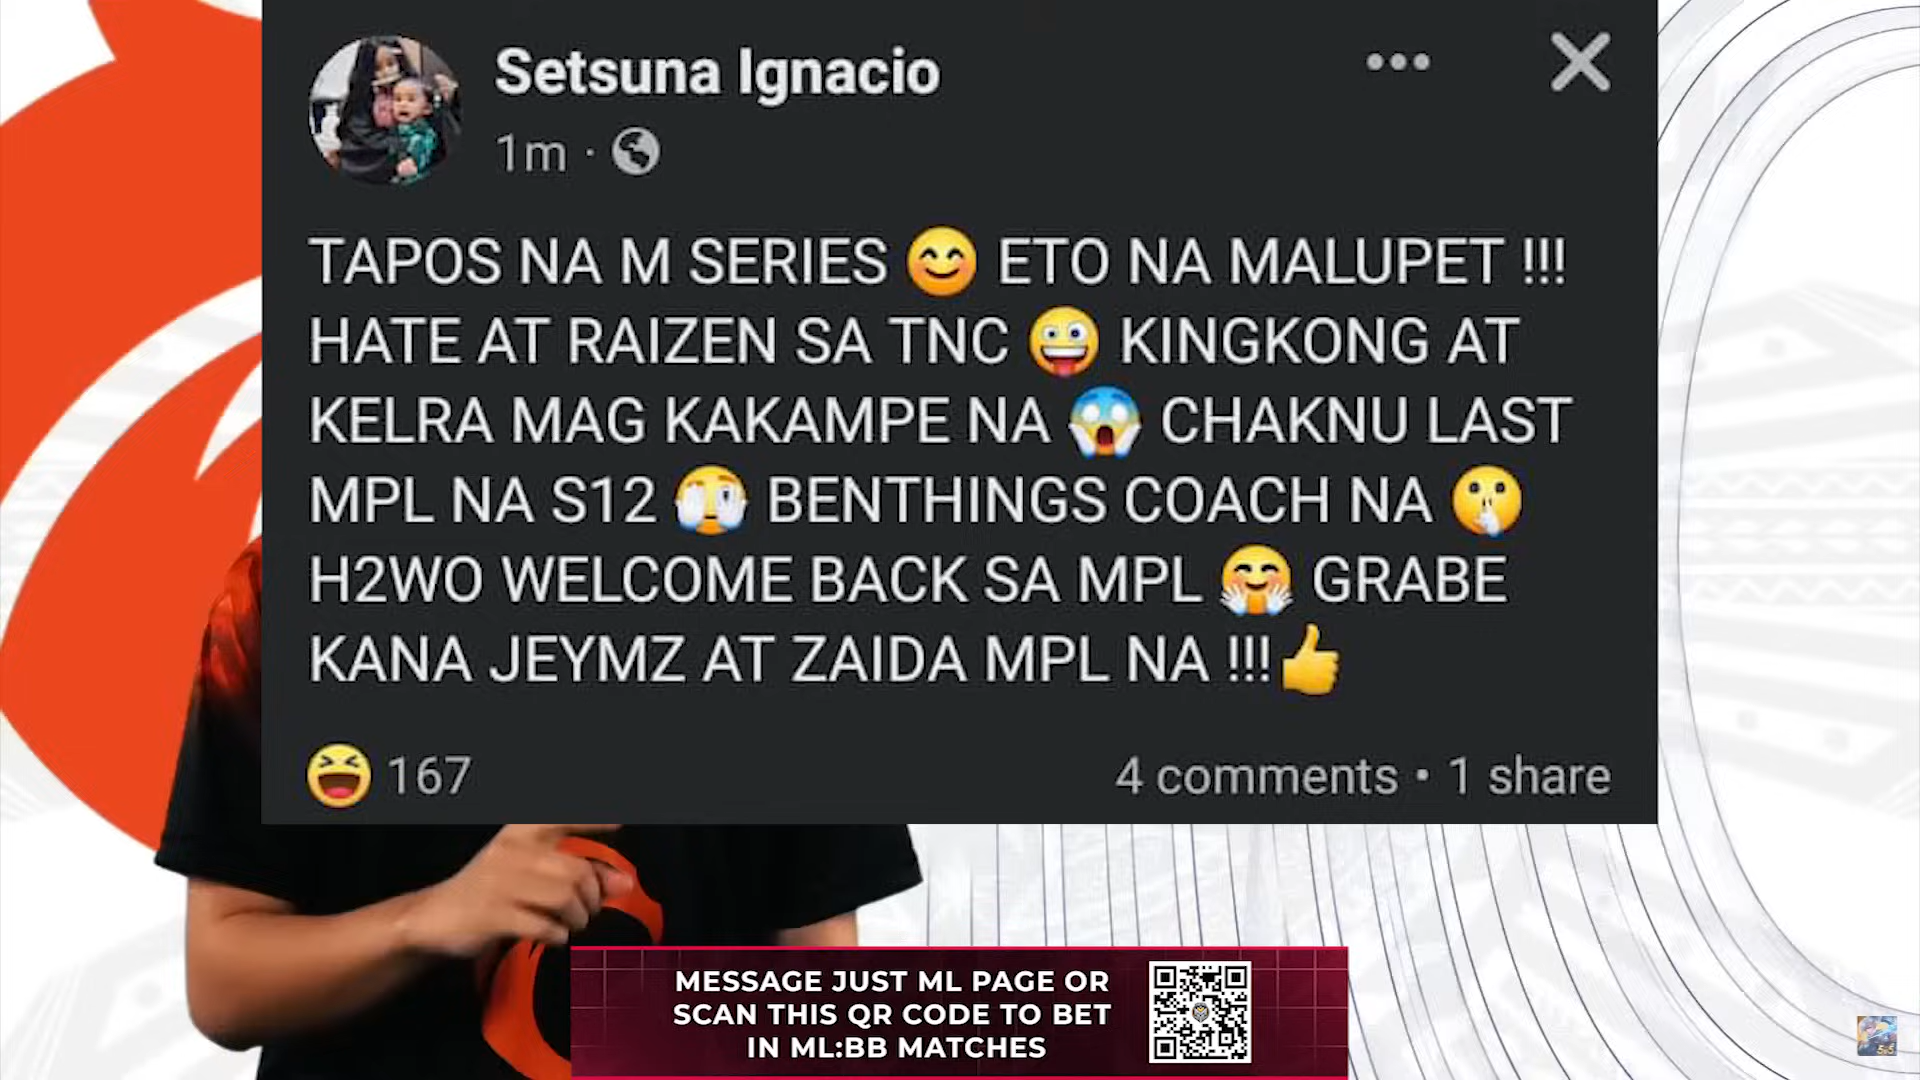 Setsuna Ignacio
1m ·
TAPOS NA M SERIES 😊 ETO NA MALUPET !!!
HATE AT RAIZEN SA TNC 🤪 KINGKONG AT
KELRA MAG KAKAMPE NA 😱 CHAKNU LAST
MPL NA S12 🫣 BENTHINGS COACH NA 🤫
H2WO WELCOME BACK SA MPL 🤗 GRABE
KANA JEYMZ AT ZAIDA MPL NA !!!👍
167
4 comments • 1 share
MESSAGE JUST ML PAGE OR
SCAN THIS QR CODE TO BET
IN ML:BB MATCHES
5v5